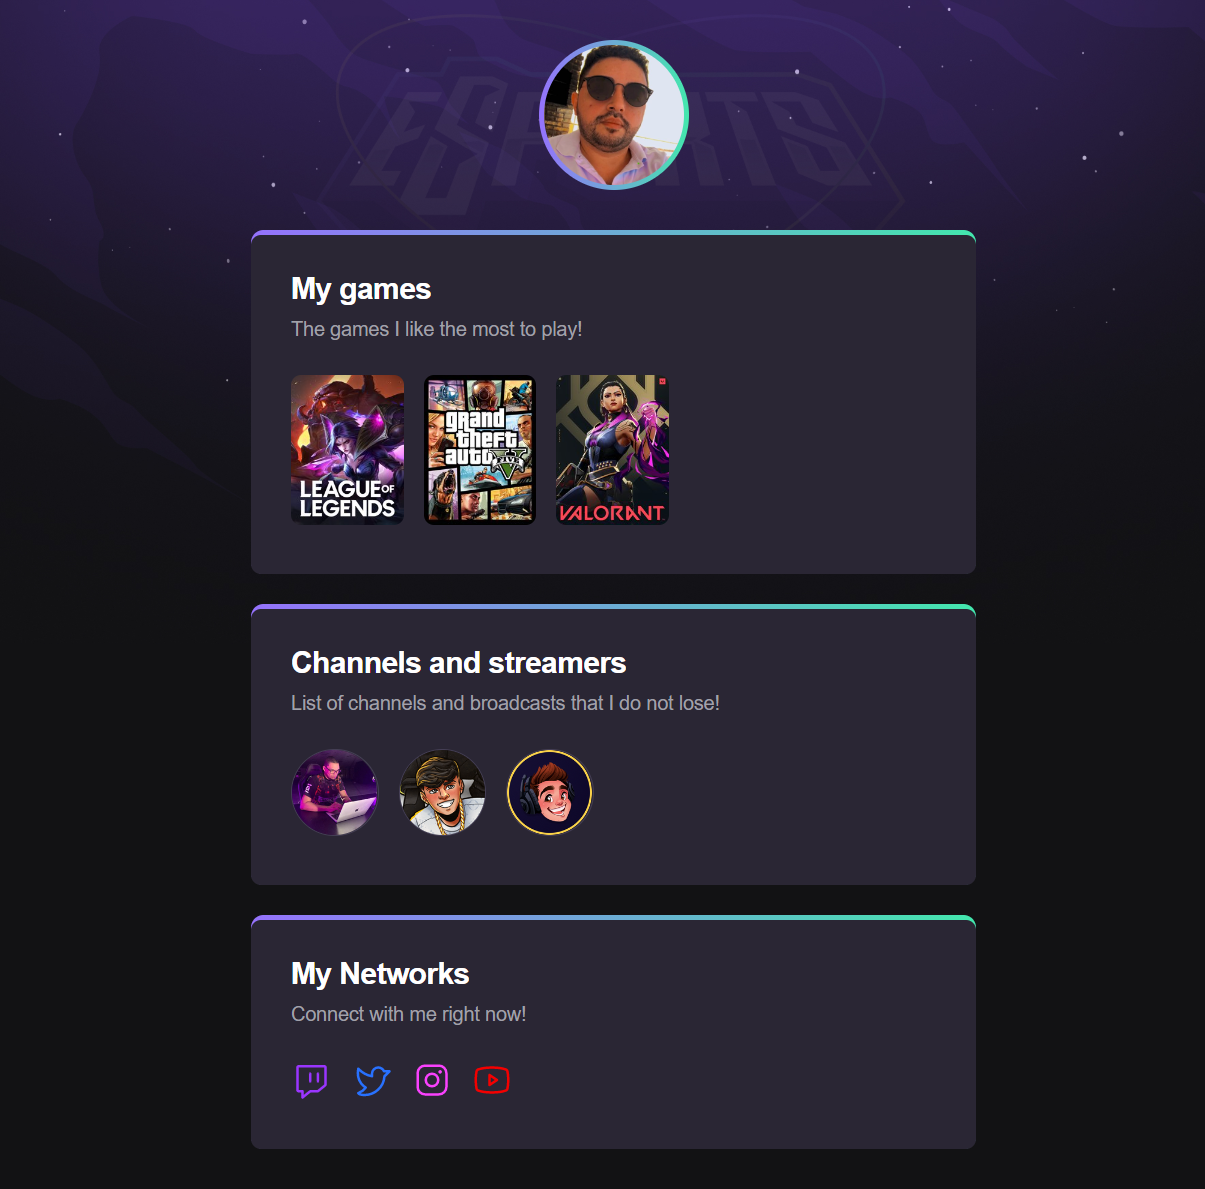 ESPORTS
My games
The games I like the most to play!
LEAGUE OF
LEGENDS
grand
theft
auto
FIVE
VALORANT
Channels and streamers
List of channels and broadcasts that I do not lose!
My Networks
Connect with me right now!